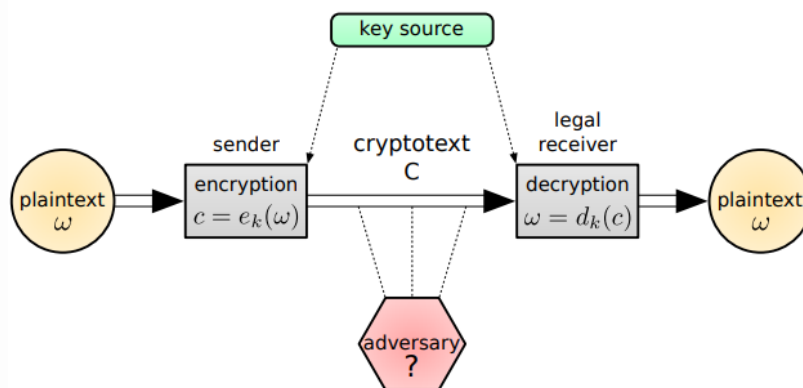 key source
sender
cryptotext
C
legal
receiver
plaintext
ω
encryption
c = e_k(ω)
decryption
ω = d_k(c)
plaintext
ω
adversary
?